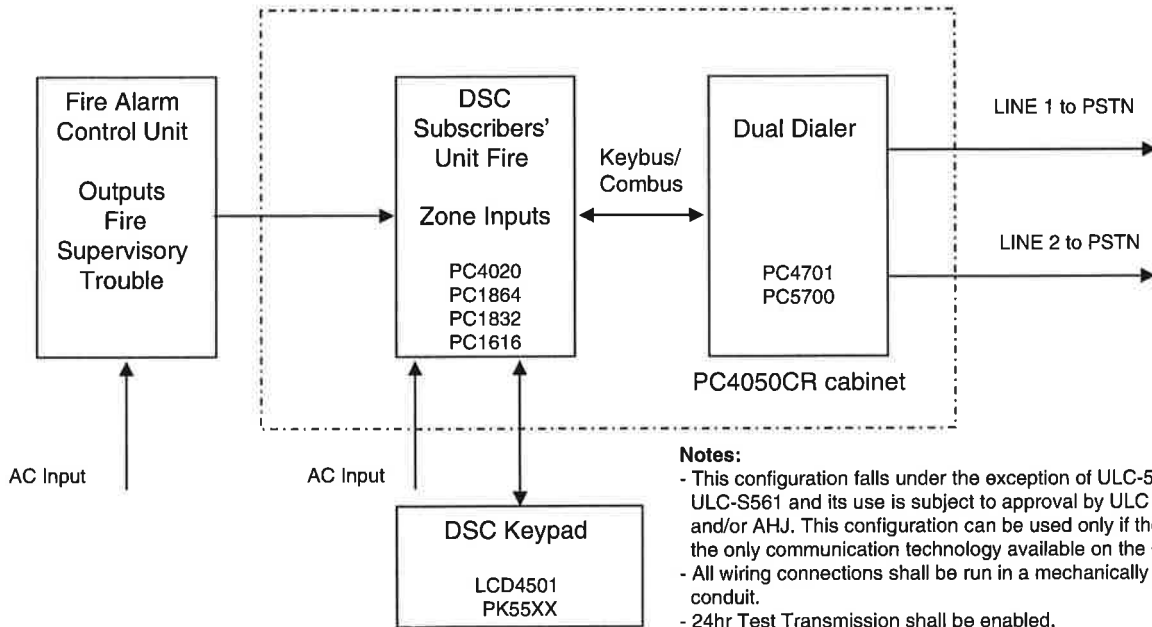 Fire Alarm
Control Unit
Outputs
Fire
Supervisory
Trouble
AC Input
DSC
Subscribers'
Unit Fire
Zone Inputs
PC4020
PC1864
PC1832
PC1616
AC Input
Keybus/
Combus
Dual Dialer
PC4701
PC5700
PC4050CR cabinet
LINE 1 to PSTN
LINE 2 to PSTN
DSC Keypad
LCD4501
PK55XX
Notes:
- This configuration falls under the exception of
ULC-S561 and its use is subject to approval by ULC
and/or AHJ. This configuration can be used only if
the only communication technology available on the
- All wiring connections shall be run in a mechanically
conduit.
- 24hr Test Transmission shall be enabled.